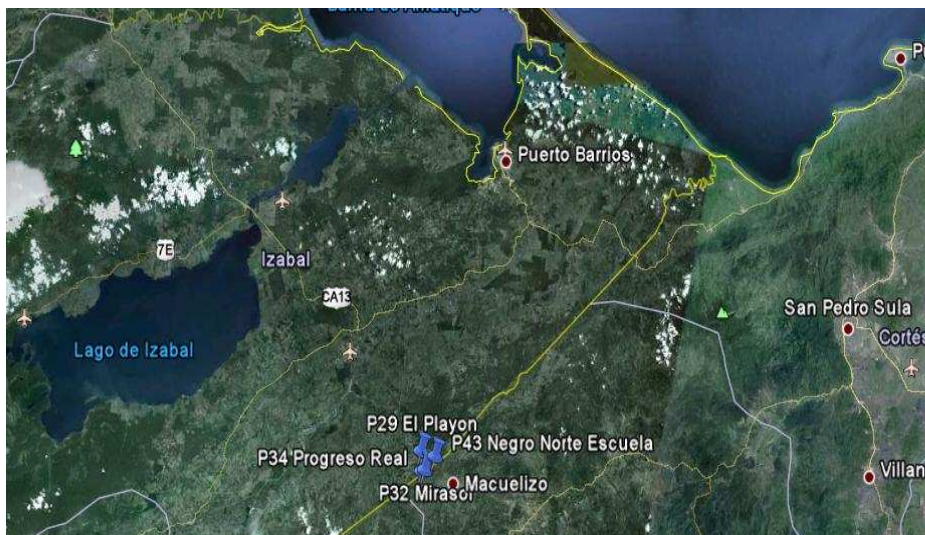 Puerto Barrios
7E
Izabal
CA13
San Pedro Sula
Lago de Izabal
Cortés
P29 El Playon
P43 Negro Norte Escuela
P34 Progreso Real
Macuelizo
P32 Mirasol
Villan